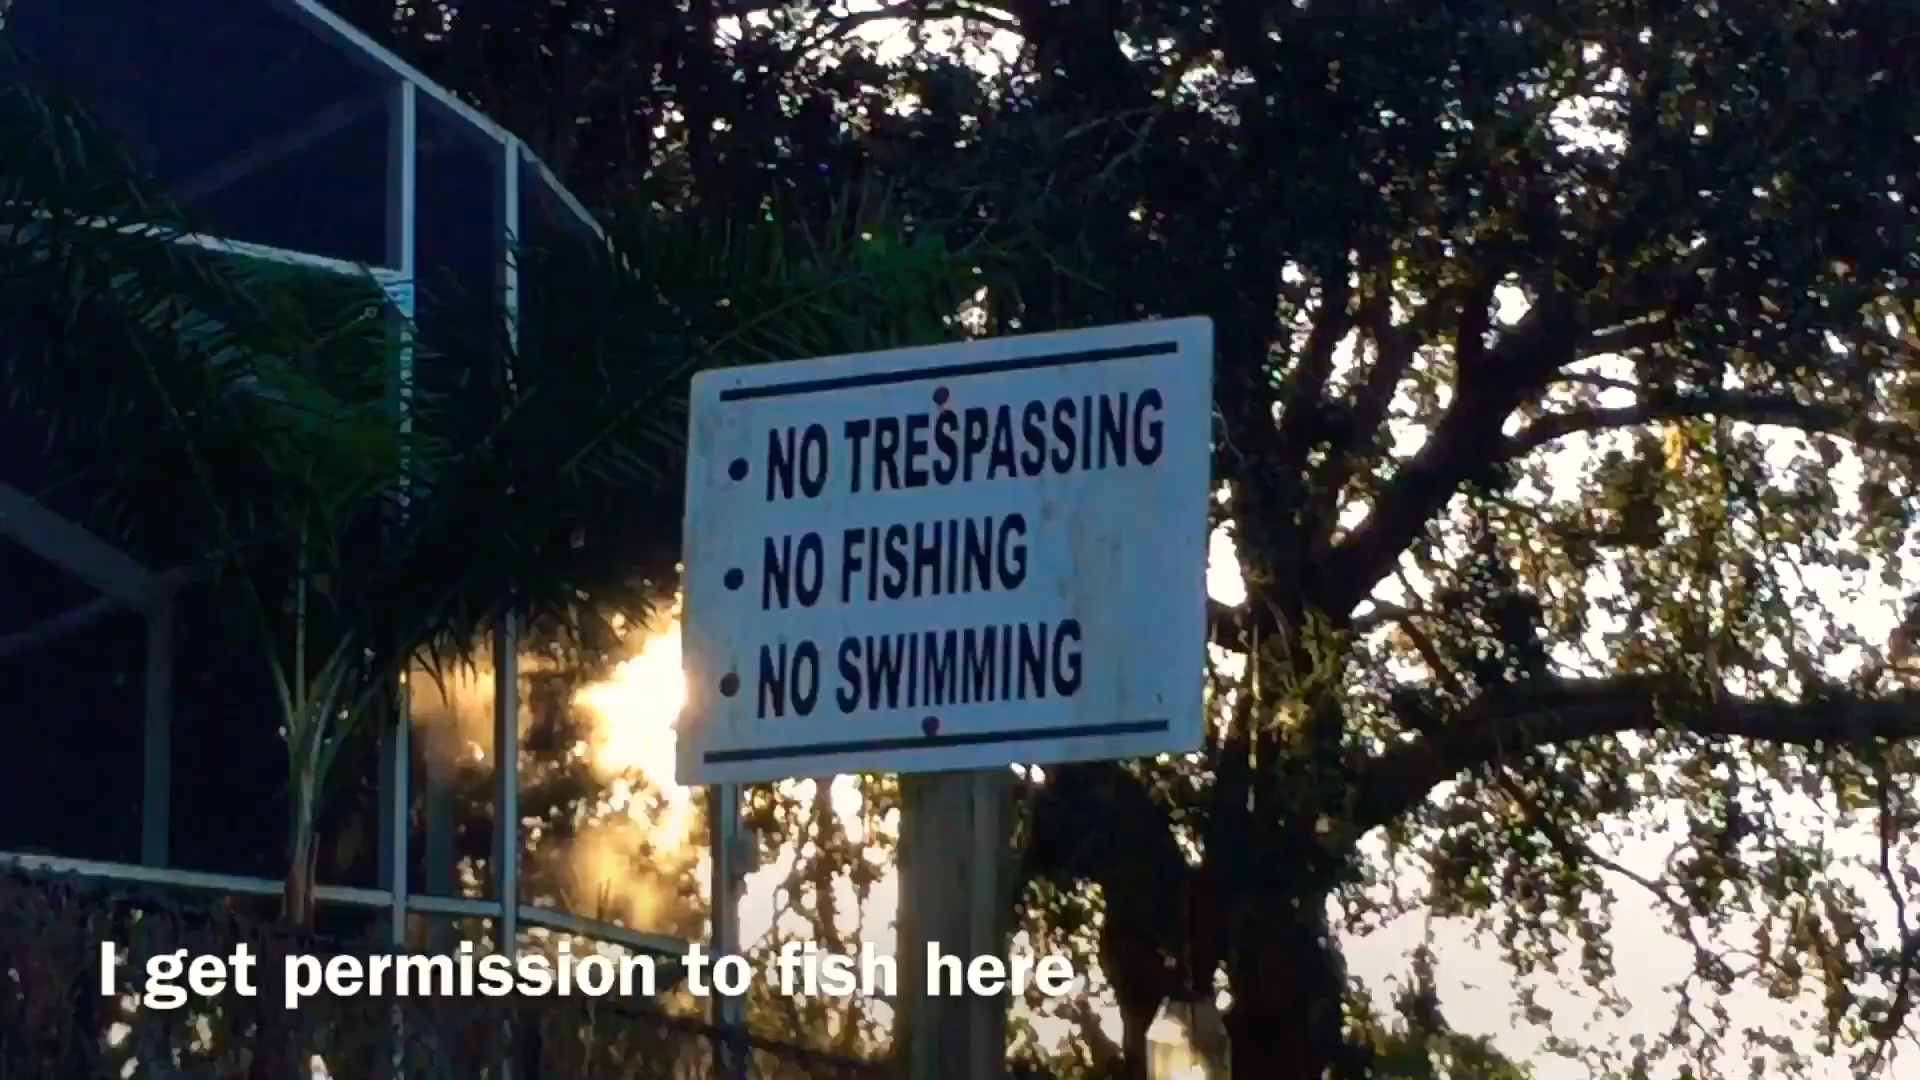 • NO TRESPASSING
• NO FISHING
• NO SWIMMING
I get permission to fish here